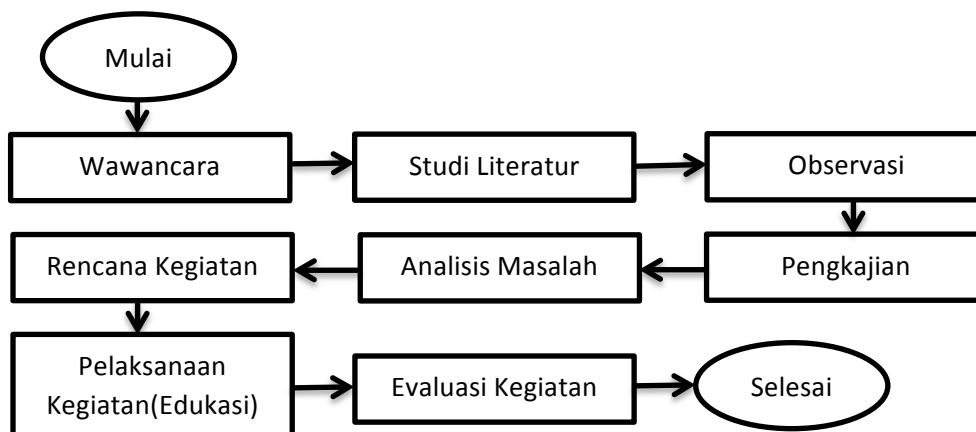 Mulai
Wawancara
Studi Literatur
Observasi
Pengkajian
Analisis Masalah
Rencana Kegiatan
Pelaksanaan
Kegiatan(Edukasi)
Evaluasi Kegiatan
Selesai